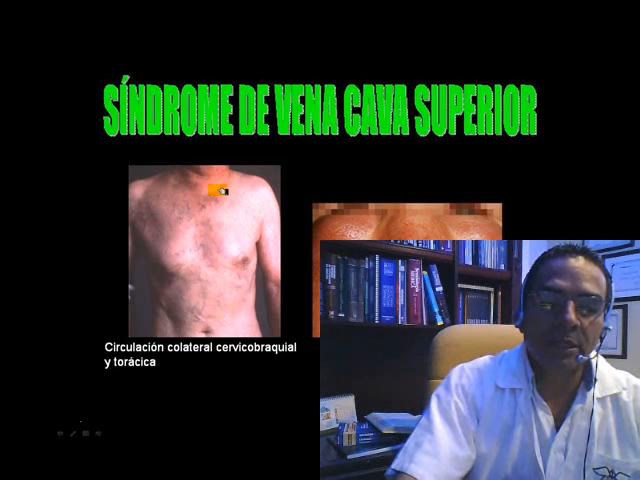 SÍNDROME DE VENA CAVA SUPERIOR
Circulación colateral cervicobraquial
y torácica